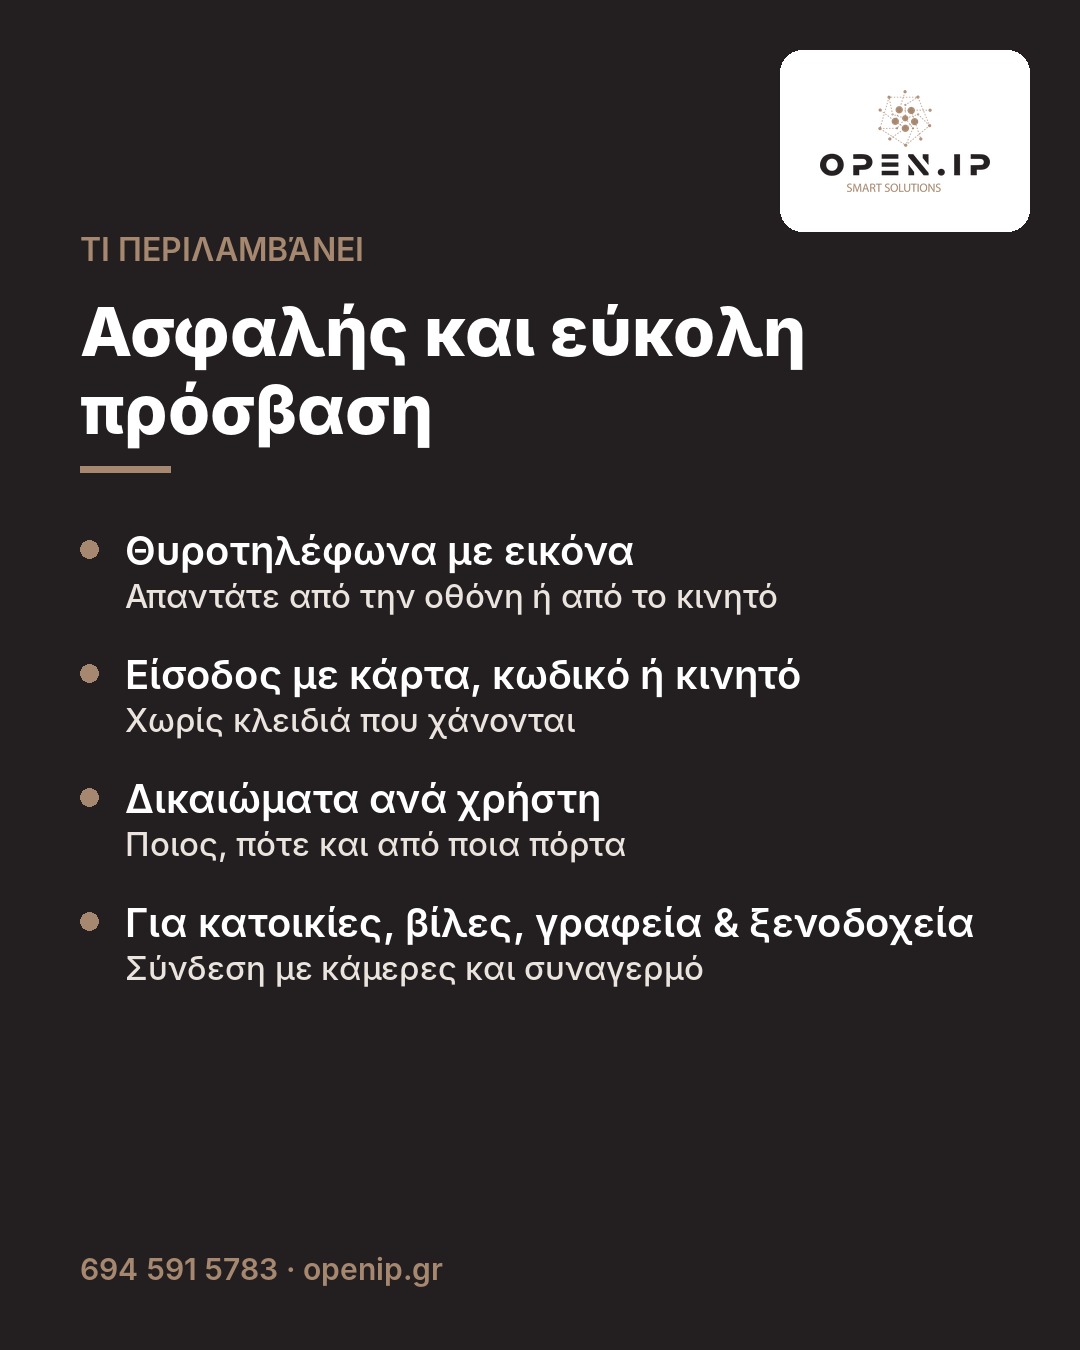 OPEN.IP
SMART SOLUTIONS
ΤΙ ΠΕΡΙΛΑΜΒΆΝΕΙ
Ασφαλής και εύκολη
πρόσβαση
Θυροτηλέφωνα με εικόνα
Απαντάτε από την οθόνη ή από το κινητό
Είσοδος με κάρτα, κωδικό ή κινητό
Χωρίς κλειδιά που χάνονται
Δικαιώματα ανά χρήστη
Ποιος, πότε και από ποια πόρτα
Για κατοικίες, βίλες, γραφεία & ξενοδοχεία
Σύνδεση με κάμερες και συναγερμό
694 591 5783 · openip.gr